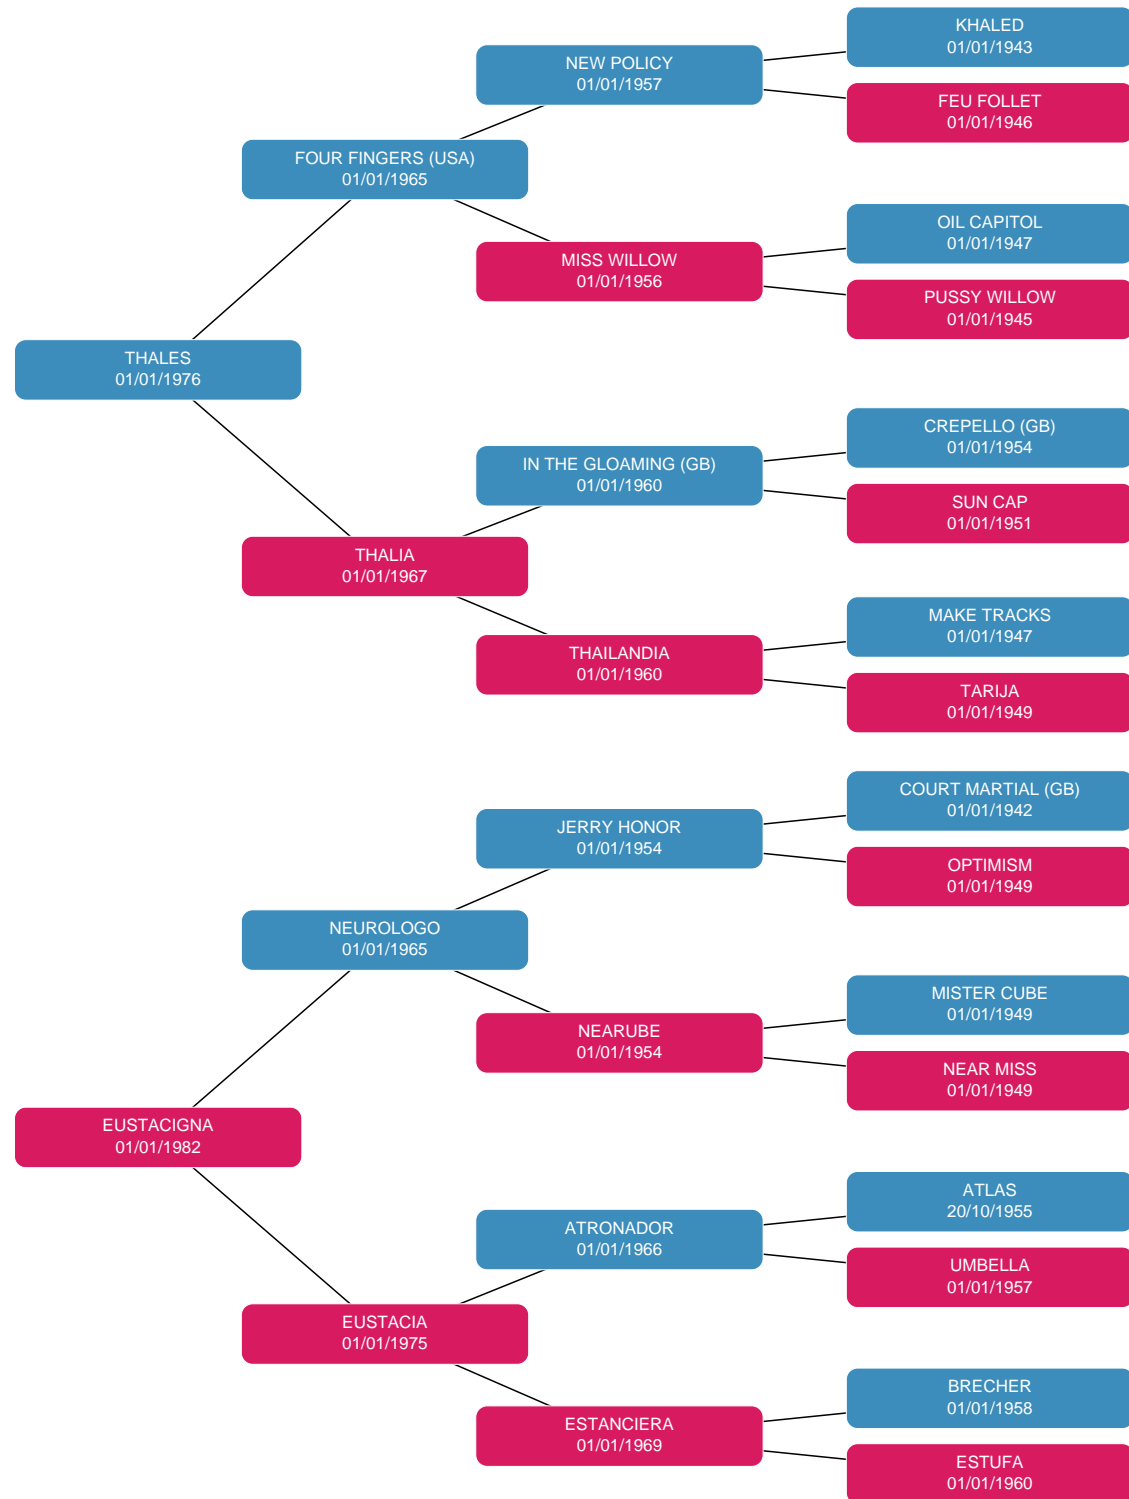 KHALED
01/01/1943
NEW POLICY
01/01/1957
FEU FOLLET
01/01/1946
FOUR FINGERS (USA)
01/01/1965
OIL CAPITOL
01/01/1947
MISS WILLOW
01/01/1956
PUSSY WILLOW
01/01/1945
THALES
01/01/1976
CREPELLO (GB)
01/01/1954
IN THE GLOAMING (GB)
01/01/1960
SUN CAP
01/01/1951
THALIA
01/01/1967
MAKE TRACKS
01/01/1947
THAILANDIA
01/01/1960
TARIJA
01/01/1949
COURT MARTIAL (GB)
01/01/1942
JERRY HONOR
01/01/1954
OPTIMISM
01/01/1949
NEUROLOGO
01/01/1965
MISTER CUBE
01/01/1949
NEARUBE
01/01/1954
NEAR MISS
01/01/1949
EUSTACIGNA
01/01/1982
ATLAS
20/10/1955
ATRONADOR
01/01/1966
UMBELLA
01/01/1957
EUSTACIA
01/01/1975
BRECHER
01/01/1958
ESTANCIERA
01/01/1969
ESTUFA
01/01/1960